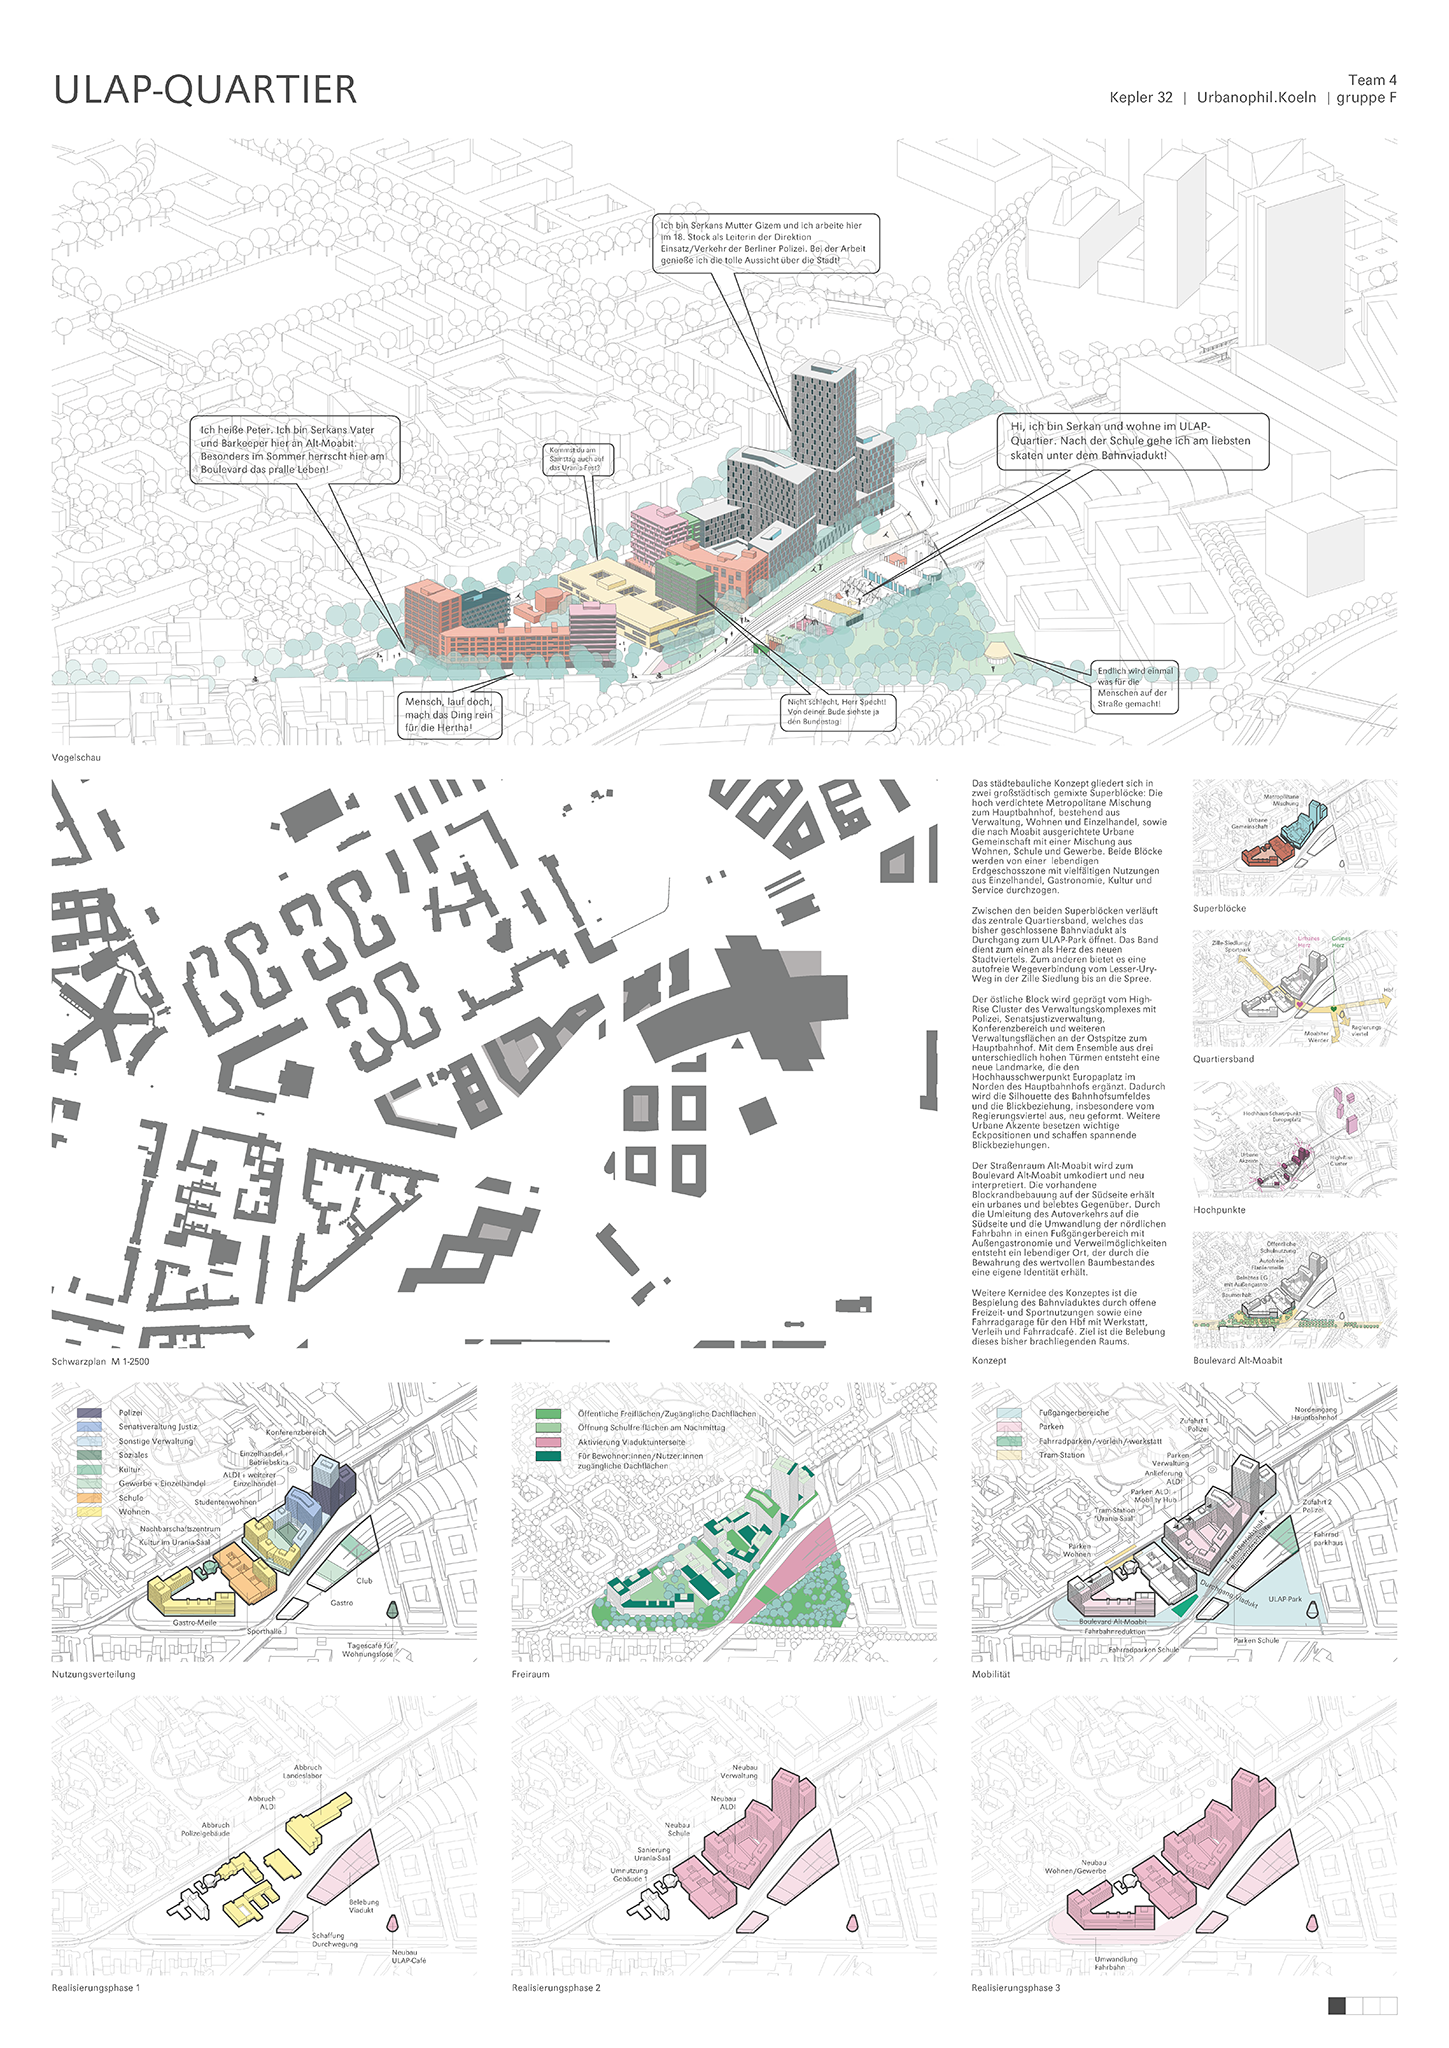 ULAP-QUARTIER
Team 4
Kepler 32 | Urbanophil.Koeln | gruppe F
Ich bin Serkans Mutter Gizem und ich arbeite hier
im 18. Stock als Leiterin der Direktion
Einsatz/Verkehr der Berliner Polizei. Bei der Arbeit
genieße ich die tolle Aussicht über die Stadt!
Ich heiße Peter. Ich bin Serkans Vater
und Barkeeper hier an Alt-Moabit.
Besonders im Sommer herrscht hier am
Boulevard das pralle Leben!
Kommst du am
Samstag auch auf
das Urania Fest?
Hi, ich bin Serkan und wohne im ULAP-
Quartier. Nach der Schule gehe ich am liebsten
skaten unter dem Bahnviadukt!
Mensch, lauf doch,
mach das Ding rein
für die Hertha!
Nicht schlecht, Herr Specht!
Von deiner Bude siehste ja
den Bundestag!
Endlich wird einmal
was für die
Menschen auf der
Straße gemacht!
Vogelschau
Schwarzplan M 1-2500
Das städtebauliche Konzept gliedert sich in
zwei großstädtisch gemixte Superblöcke: Die
hoch verdichtete Metropolitane Mischung
zum Hauptbahnhof, bestehend aus
Verwaltung, Wohnen und Einzelhandel, sowie
die nach Moabit ausgerichtete Urbane
Gemeinschaft mit einer Mischung aus
Wohnen, Schule und Gewerbe. Beide Blöcke
werden von einer lebendigen
Erdgeschosszone mit vielfältigen Nutzungen
aus Einzelhandel, Gastronomie, Kultur und
Service durchzogen.
Zwischen den beiden Superblöcken verläuft
das zentrale Quartiersband, welches das
bisher geschlossene Bahnviadukt als
Durchgang zum ULAP-Park öffnet. Das Band
dient zum einen als Herz des neuen
Stadtviertels. Zum anderen bietet es eine
autofreie Wegeverbindung vom Lesser-Ury-
Weg in der Zille Siedlung bis an die Spree.
Der östliche Block wird geprägt vom High-
Rise Cluster des Verwaltungskomplexes mit
Polizei, Senatsjustizverwaltung,
Konferenzbereich und weiteren
Verwaltungsflächen an der Ostspitze zum
Hauptbahnhof. Mit dem Ensemble aus drei
unterschiedlich hohen Türmen entsteht eine
neue Landmarke, die den
Hochhausschwerpunkt Europaplatz im
Norden des Hauptbahnhofs ergänzt. Dadurch
wird die Silhouette des Bahnhofsumfeldes
und die Blickbeziehung, insbesondere vom
Regierungsviertel aus, neu geformt. Weitere
Urbane Akzente besetzen wichtige
Eckpositionen und schaffen spannende
Blickbeziehungen.
Der Straßenraum Alt-Moabit wird zum
Boulevard Alt-Moabit umkodiert und neu
interpretiert. Die vorhandene
Blockrandbebauung auf der Südseite erhält
ein urbanes und belebtes Gegenüber. Durch
die Umleitung des Autoverkehrs auf die
Südseite und die Umwandlung der nördlichen
Fahrbahn in einen Fußgängerbereich mit
Außengastronomie und Verweilmöglichkeiten
entsteht ein lebendiger Ort, der durch die
Bewahrung des wertvollen Baumbestandes
eine eigene Identität erhält.
Weitere Kernidee des Konzeptes ist die
Bespielung des Bahnviaduktes durch offene
Freizeit- und Sportnutzungen sowie eine
Fahrradgarage für den Hbf mit Werkstatt,
Verleih und Fahrradcafé. Ziel ist die Belebung
dieses bisher brachliegenden Raums.
Konzept
Metropolitane
Mischung
Urbane
Gemeinschaft
Superblöcke
Zille-Siedlung/
Sportpark
Urbanes
Herz
Grünes
Herz
Hbf
Moabiter
Werder
Regierungs
viertel
Quartiersband
Hochhausschwerpunkt
Europaplatz
Urbane
Akzente
High-Rise
Cluster
Hochpunkte
Öffentliche
Schulnutzung
Autofreie
Flaniermeile
Belebtes EG
mit Außengastro
Baumerhalt
Boulevard Alt-Moabit
Polizei
Senatsveraltung Justiz
Sonstige Verwaltung
Soziales
Kultur
Gewerbe + Einzelhandel
Schule
Wohnen
Konferenzbereich
Einzelhandel +
Betriebskita
ALDI + weiterer
Einzelhandel
Studentenwohnen
Nachbarschaftszentrum
Kultur im Urania-Saal
Club
Gastro
Gastro-Meile
Sporthalle
Tagescafé für
Wohnungslose
Nutzungsverteilung
Öffentliche Freiflächen/Zugängliche Dachflächen
Öffnung Schulfreiflächen am Nachmittag
Aktivierung Viaduktunterseite
Für Bewohner:innen/Nutzer:innen
zugängliche Dachflächen
Freiraum
Fußgängerbereiche
Parken
Fahrradparken/-verleih/-werkstatt
Tram-Station
Nordeingang
Hauptbahnhof
Zufahrt 1
Polizei
Parken
Verwaltung
Anlieferung
ALDI
Parken ALDI +
Mobility Hub
Tram-Station
"Urania-Saal"
Zufahrt 2
Polizei
Parken
Wohnen
Fahrrad
parkhaus
Durchgang Viadukt
ULAP-Park
Boulevard Alt-Moabit
Fahrbahnreduktion
Fahrradparken Schule
Parken Schule
Mobilität
Abbruch
Landeslabor
Abbruch
ALDI
Abbruch
Polizeigebäude
Belebung
Viadukt
Schaffung
Durchwegung
Neubau
ULAP-Café
Realisierungsphase 1
Neubau
Verwaltung
Neubau
ALDI
Neubau
Schule
Sanierung
Urania-Saal
Umnutzung
Gebäude 1
Realisierungsphase 2
Neubau
Wohnen/Gewerbe
Umwandlung
Fahrbahn
Realisierungsphase 3